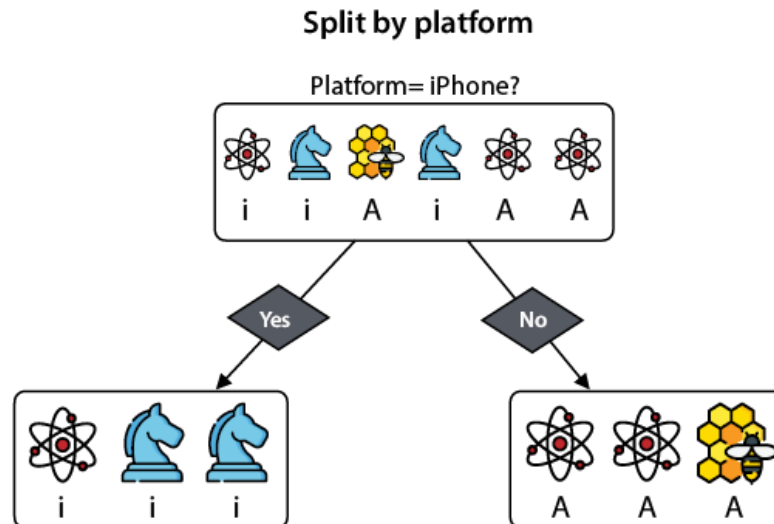 Split by platform
Platform= iPhone?
i i A i A A
Yes No
i i i A A A